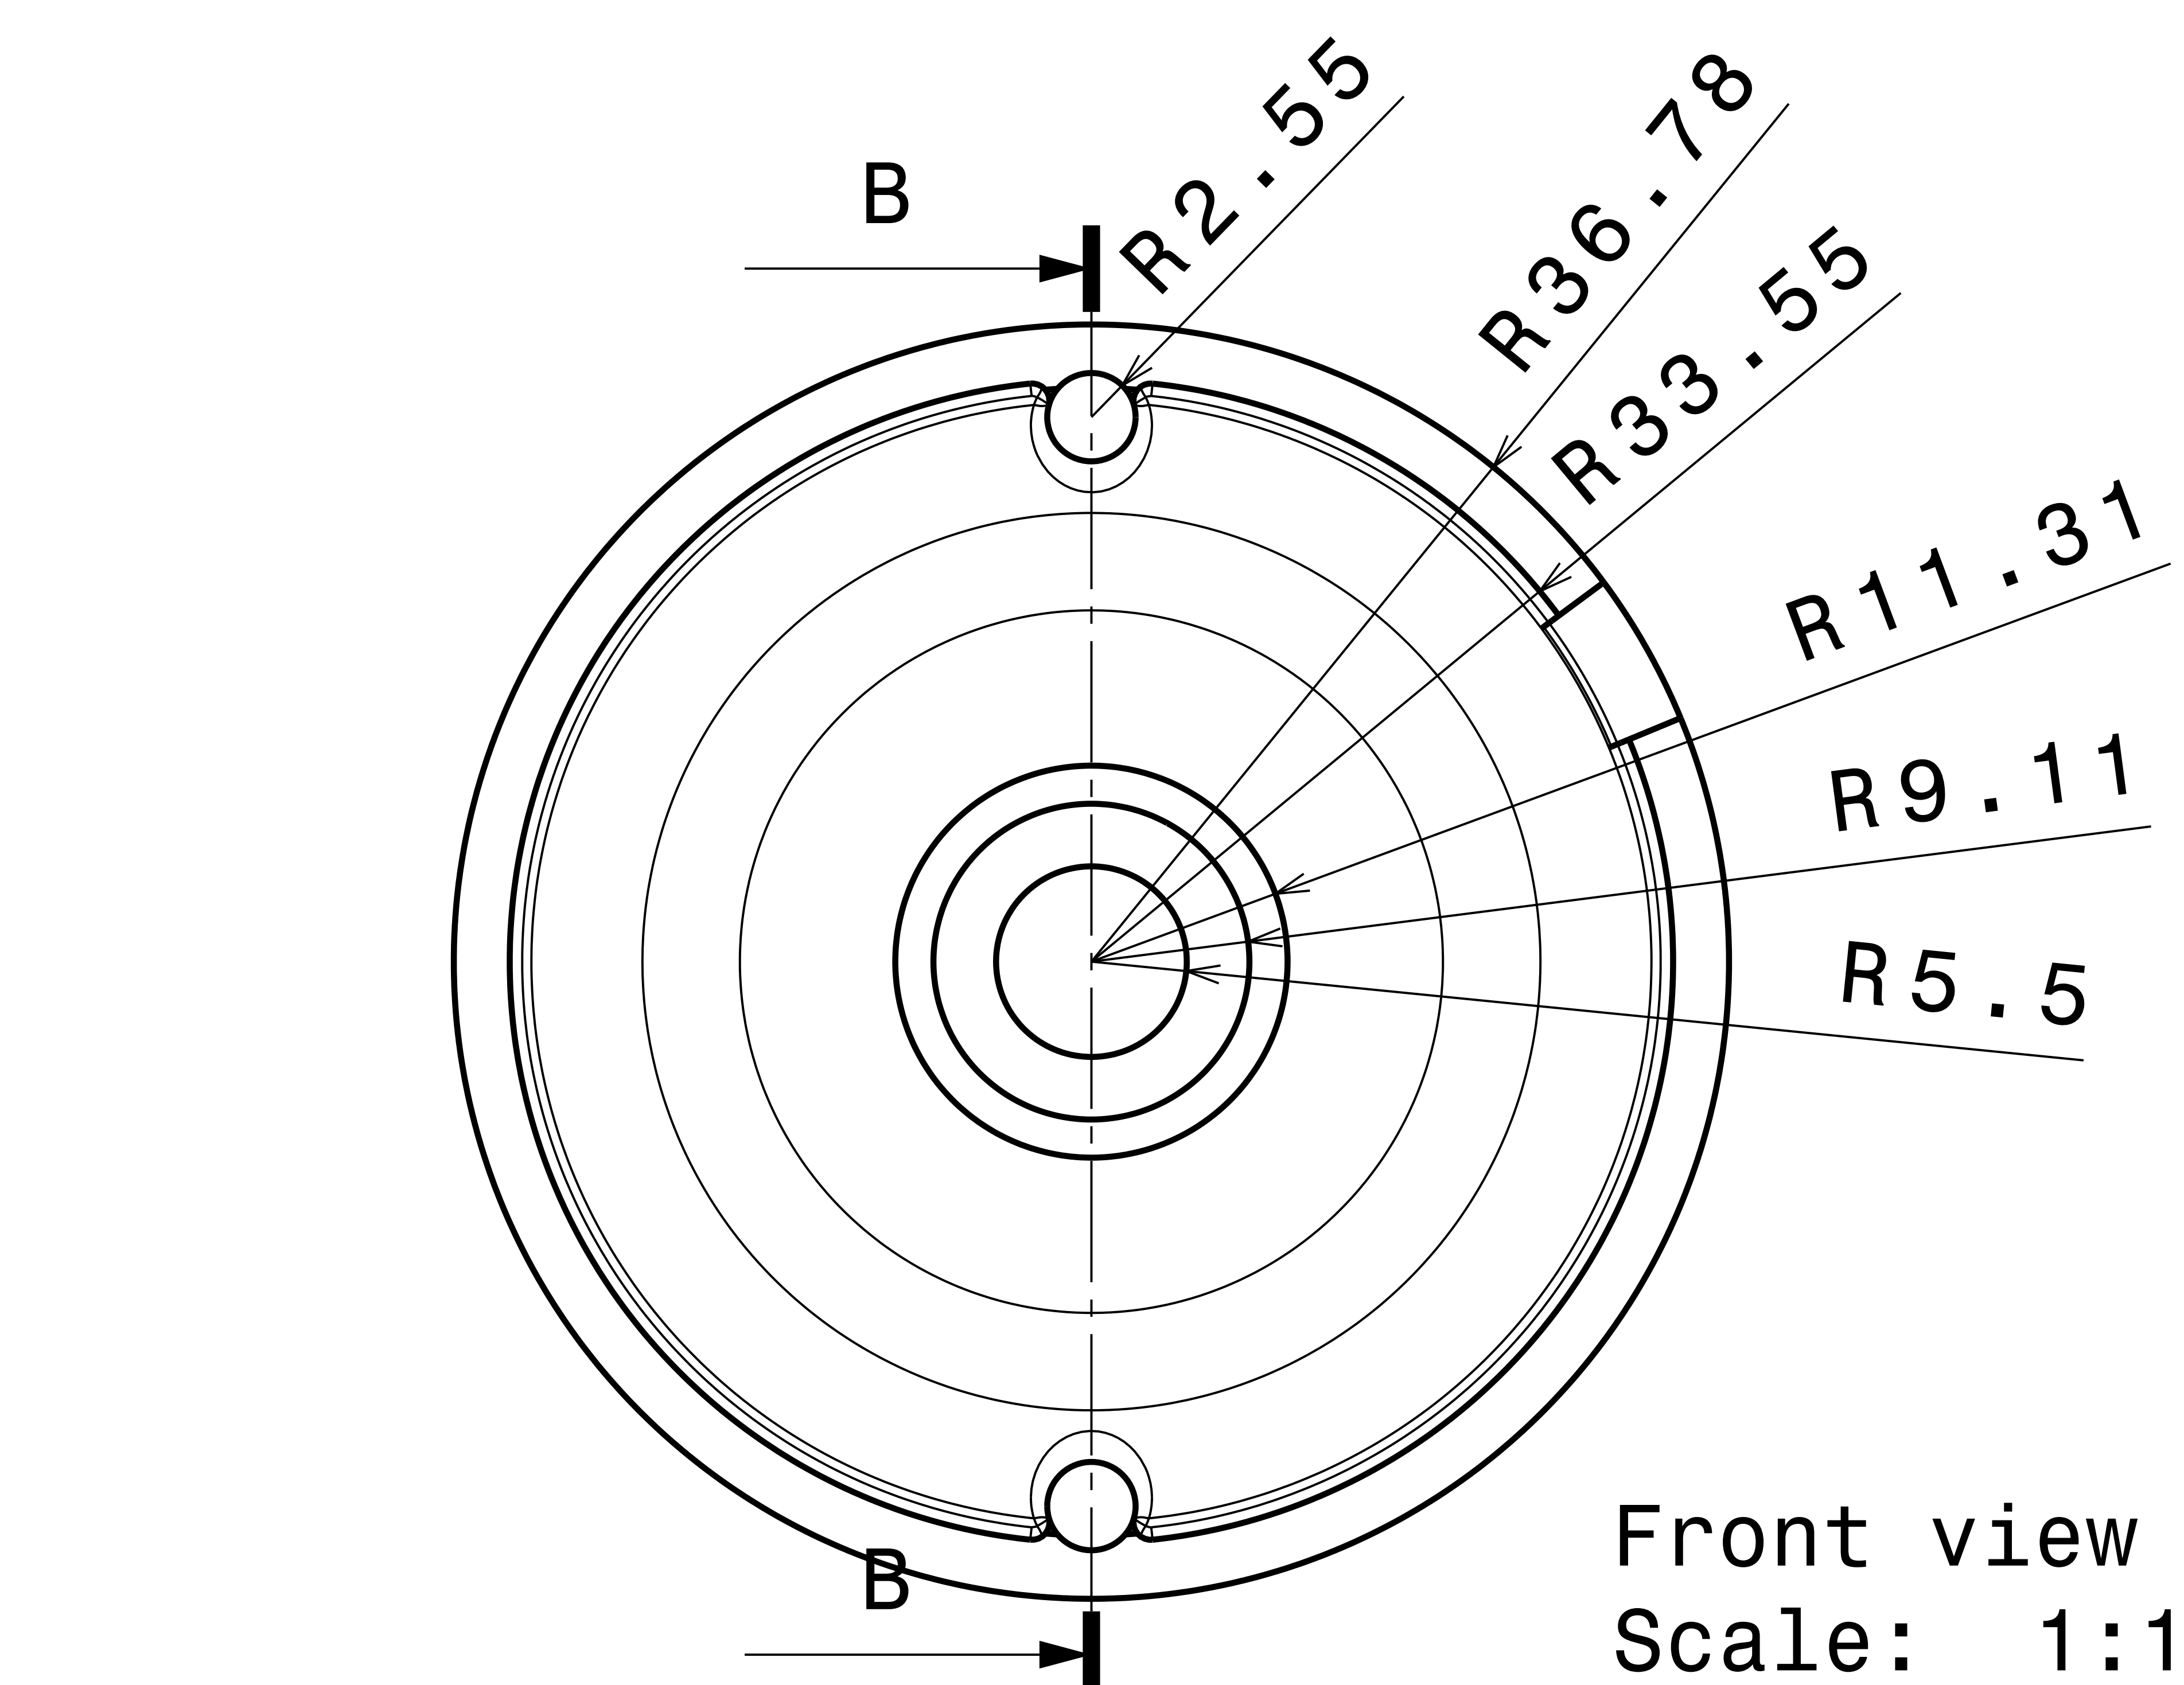 B
R2.55
R36.78
R33.55
R11.31
R9.11
R5.5
B
Front view
Scale: 1:1